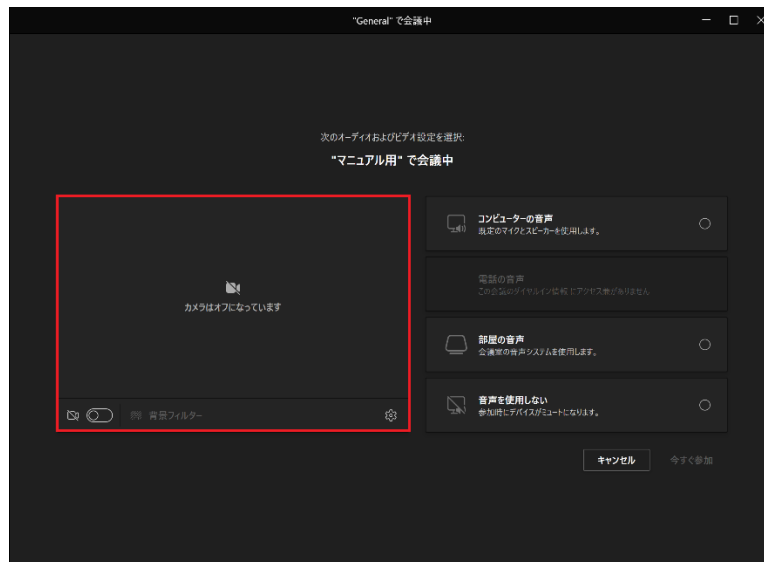 "General" で会議中
次のオーディオおよびビデオ設定を選択:
"マニュアル用" で会議中
カメラはオフになっています
背景フィルター
コンピューターの音声
既定のマイクとスピーカーを使用します。
電話の音声
この会議のダイヤルイン情報にアクセス権がありません
部屋の音声
会議室の音声システムを使用します。
音声を使用しない
参加時にデバイスがミュートになります。
キャンセル
今すぐ参加